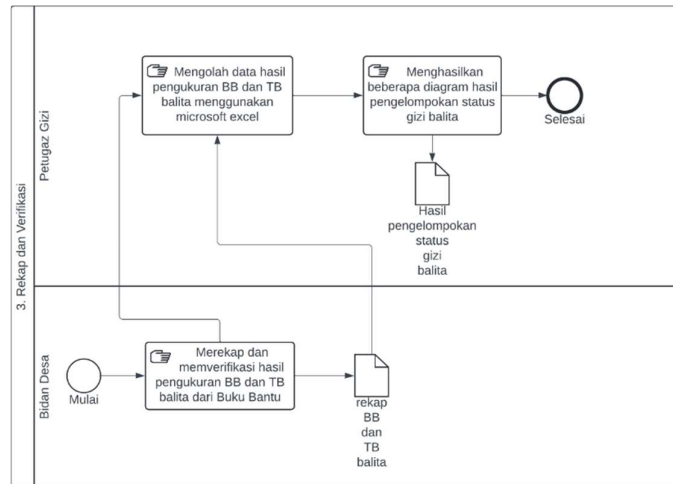 3. Rekap dan Verifikasi
Petugaz Gizi
Mengolah data hasil
pengukuran BB dan TB
balita menggunakan
microsoft excel
Menghasilkan
beberapa diagram hasil
pengelompokan status
gizi balita
Selesai
Hasil
pengelompokan
status
gizi
balita
Bidan Desa
Mulai
Merekap dan
memverifikasi hasil
pengukuran BB dan TB
balita dari Buku Bantu
rekap
BB
dan
TB
balita